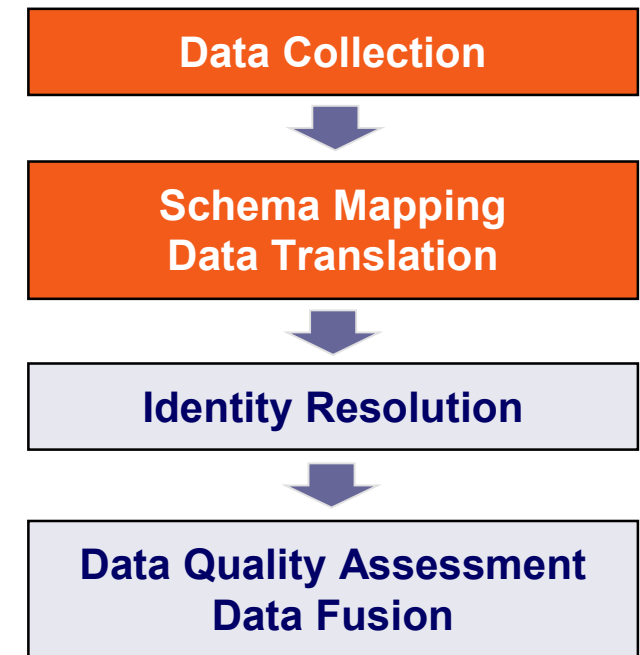 Data Collection
Schema Mapping
Data Translation
Identity Resolution
Data Quality Assessment
Data Fusion